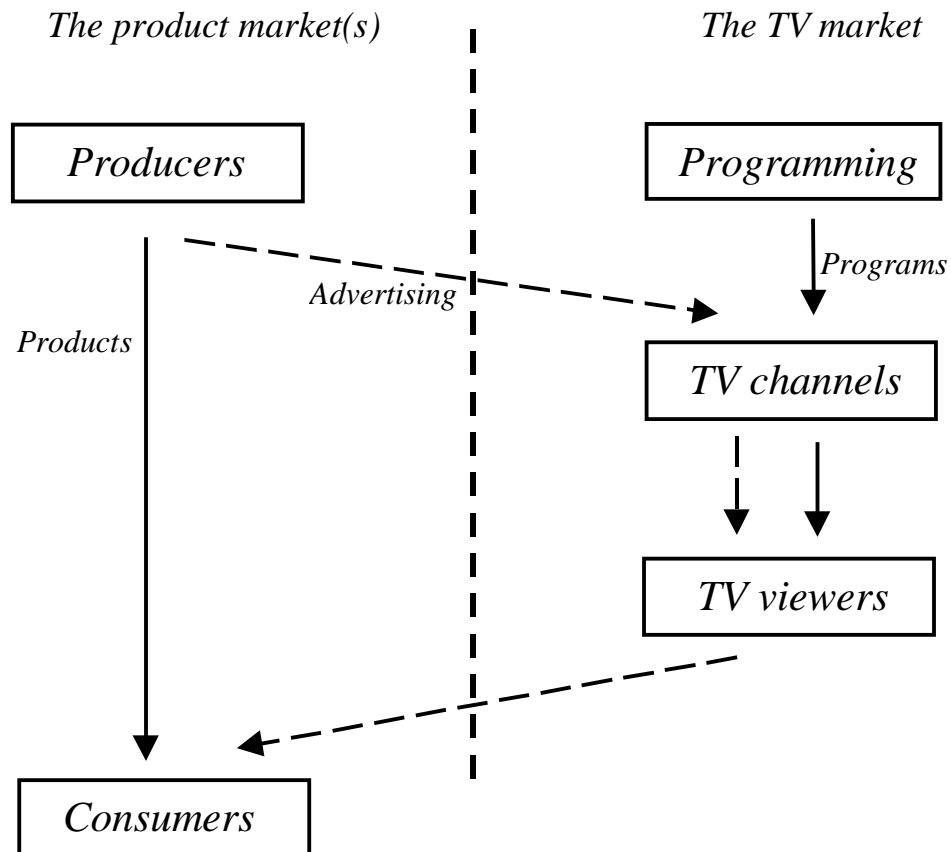 The product market(s)
The TV market
Producers
Programming
Programs
Advertising
Products
TV channels
TV viewers
Consumers